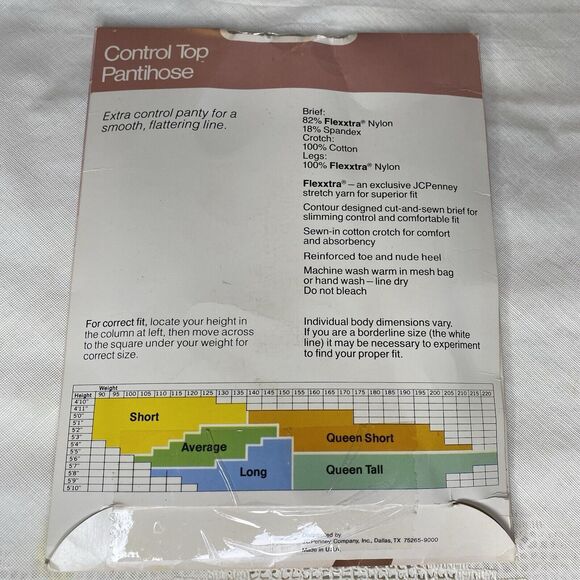 Control Top
Pantihose
Extra control panty for a
smooth, flattering line.
Brief:
82% Flexxtra® Nylon
18% Spandex
Crotch:
100% Cotton
Legs:
100% Flexxtra® Nylon
Flexxtra®—an exclusive JCPenney
stretch yarn for superior fit
Contour designed cut-and-sewn brief for
slimming control and comfortable fit
Sewn-in cotton crotch for comfort
and absorbency
Reinforced toe and nude heel
Machine wash warm in mesh bag
or hand wash—line dry
Do not bleach
For correct fit, locate your height in
the column at left, then move across
to the square under your weight for
correct size.
Individual body dimensions vary.
If you are a borderline size (the white
line) it may be necessary to experiment
to find your proper fit.
Weight
Height 90 95 100 105 110 115 120 125 130 135 140 145 150 155 160 165 170 175 180 185 190 195 200 205 210 215 220
4'10"
4'11"
5'0"
5'1"
5'2"
5'3"
5'4"
5'5"
5'6"
5'7"
5'8"
5'9"
5'10"
Short
Average
Long
Queen Short
Queen Tall
by
Company, Inc., Dallas, TX 75265-9000
Made in U.S.A.